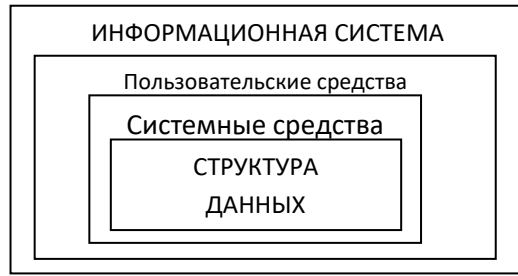 ИНФОРМАЦИОННАЯ СИСТЕМА
Пользовательские средства
Системные средства
СТРУКТУРА
ДАННЫХ